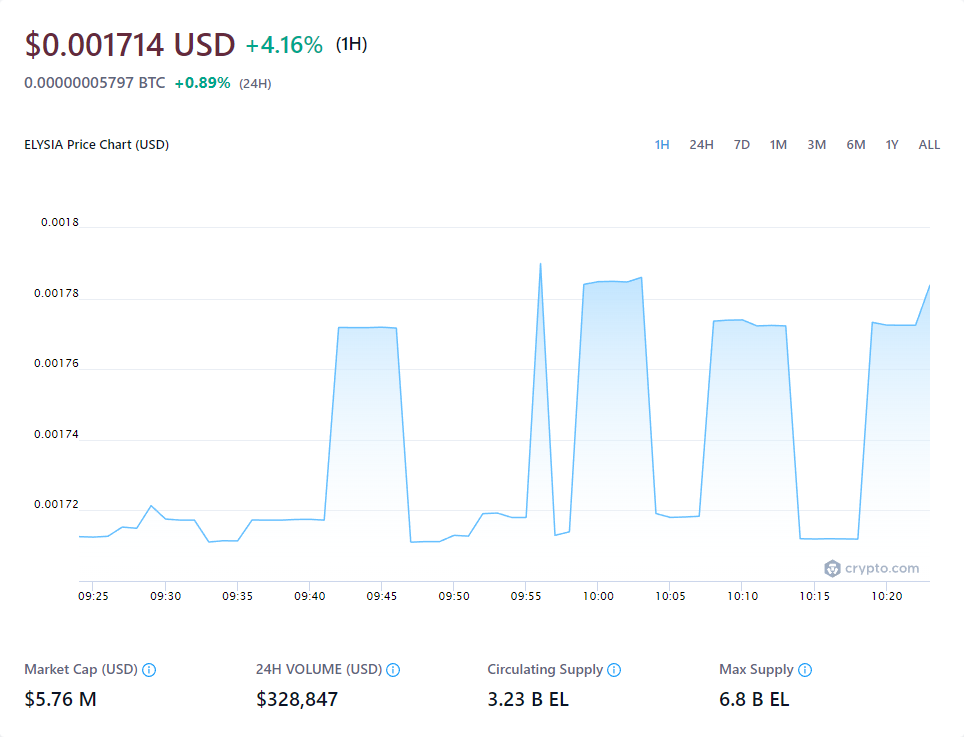 $0.001714 USD +4.16% (1H)
0.00000005797 BTC +0.89% (24H)
ELYSIA Price Chart (USD) 1H 24H 7D 1M 3M 6M 1Y ALL
0.0018
0.00178
0.00176
0.00174
0.00172
crypto.com
09:25 09:30 09:35 09:40 09:45 09:50 09:55 10:00 10:05 10:10 10:15 10:20
Market Cap (USD) 24H VOLUME (USD) Circulating Supply Max Supply
$5.76 M $328,847 3.23 B EL 6.8 B EL